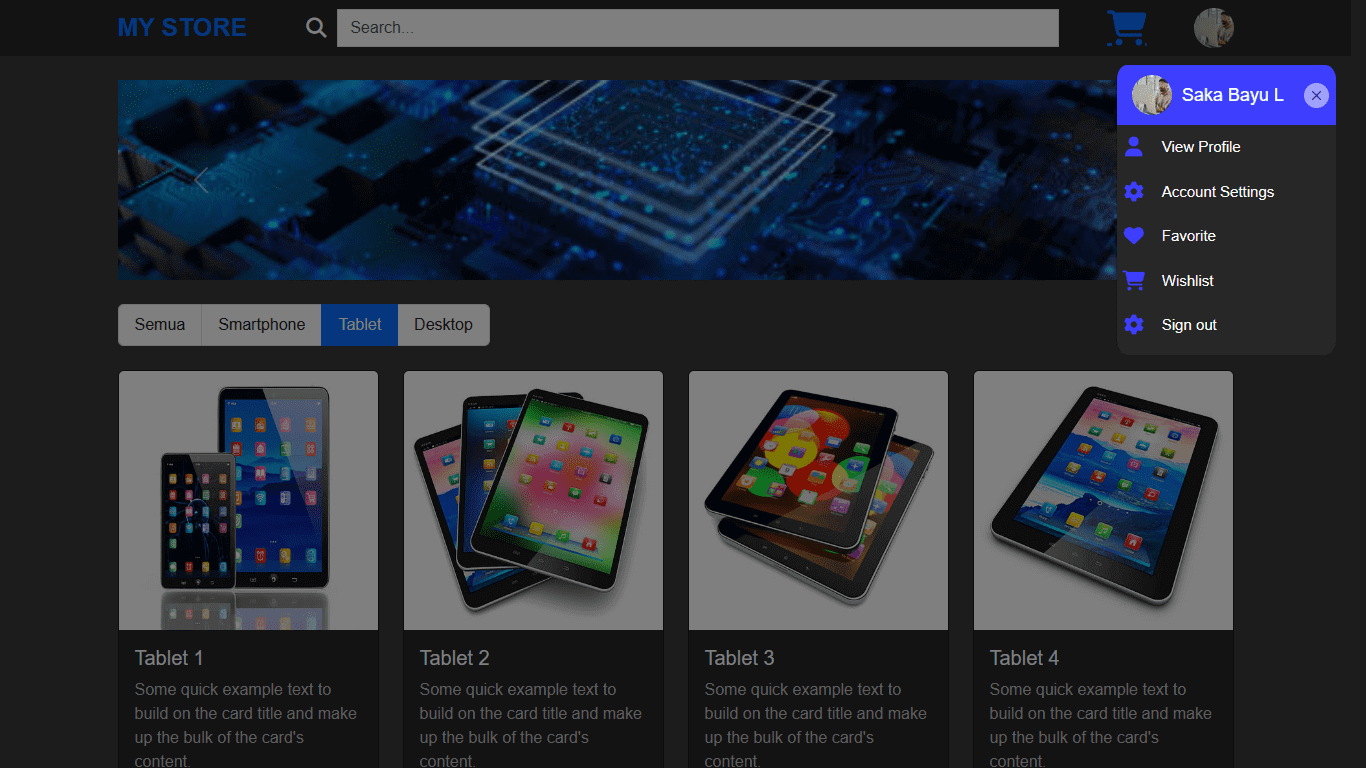 MY STORE
Search...
Saka Bayu L
View Profile
Account Settings
Favorite
Wishlist
Sign out
Semua
Smartphone
Tablet
Desktop
Tablet 1
Some quick example text to
build on the card title and make
up the bulk of the card's
content.
Tablet 2
Some quick example text to
build on the card title and make
up the bulk of the card's
content.
Tablet 3
Some quick example text to
build on the card title and make
up the bulk of the card's
content.
Tablet 4
Some quick example text to
build on the card title and make
up the bulk of the card's
content.